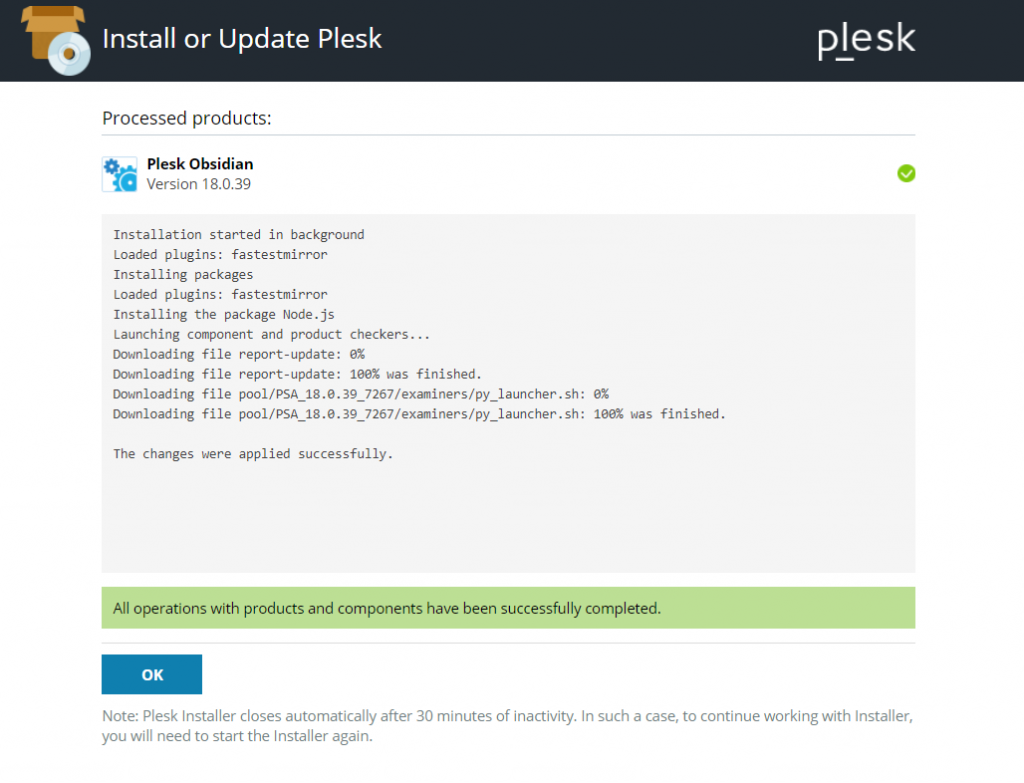 Install or Update Plesk
plesk
Processed products:
Plesk Obsidian
Version 18.0.39
Installation started in background
Loaded plugins: fastestmirror
Installing packages
Loaded plugins: fastestmirror
Installing the package Node.js
Launching component and product checkers...
Downloading file report-update: 0%
Downloading file report-update: 100% was finished.
Downloading file pool/PSA_18.0.39_7267/examiners/py_launcher.sh: 0%
Downloading file pool/PSA_18.0.39_7267/examiners/py_launcher.sh: 100% was finished.
The changes were applied successfully.
All operations with products and components have been successfully completed.
OK
Note: Plesk Installer closes automatically after 30 minutes of inactivity. In such a case, to continue working with Installer,
you will need to start the Installer again.